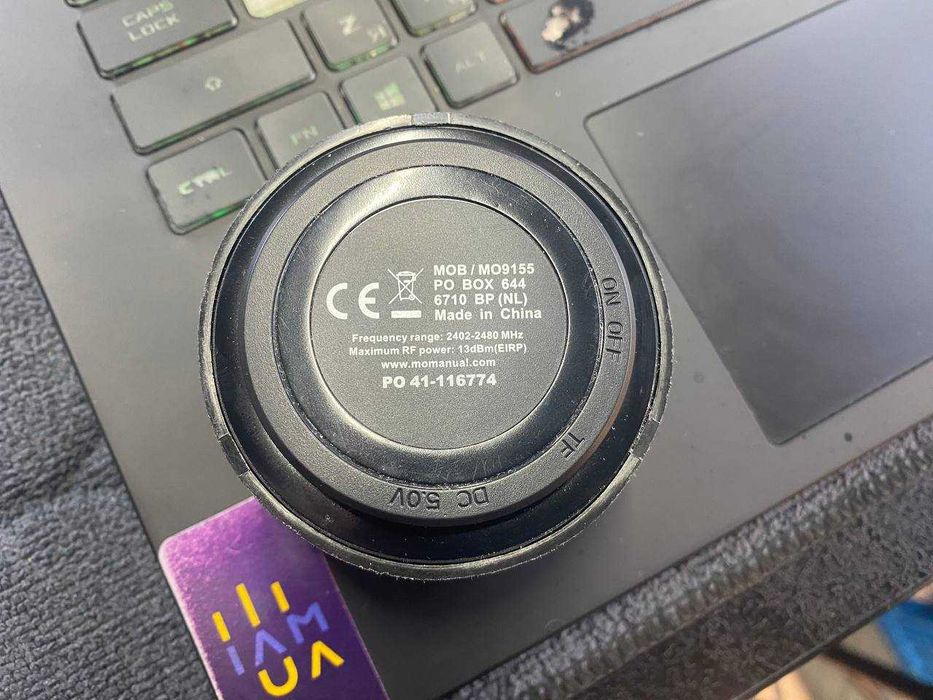 CAPS
LOCK
Z
Я
ALT
FN
CTRL
CE
MOB / MO9155
PO BOX 644
6710 BP (NL)
Made in China
Frequency range: 2402-2480 MHz
Maximum RF power: 13dBm(EIRP)
www.momanual.com
PO 41-116774
ON OFF
TF
DC 5.0V
IAM
UA